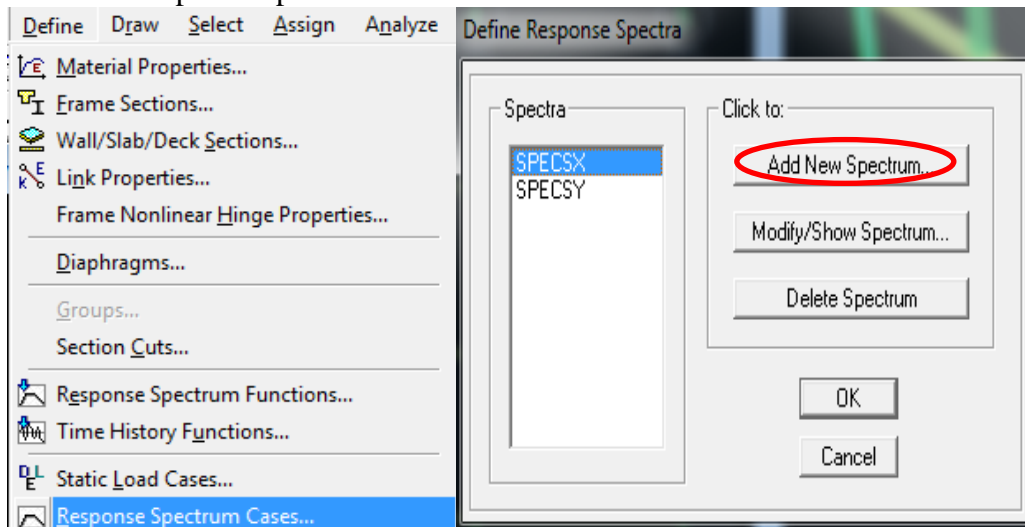 Define Draw Select Assign Analyze
Material Properties...
Frame Sections...
Wall/Slab/Deck Sections...
Link Properties...
Frame Nonlinear Hinge Properties...
Diaphragms...
Groups...
Section Cuts...
Response Spectrum Functions...
Time History Functions...
Static Load Cases...
Response Spectrum Cases...
Define Response Spectra
Spectra
SPECSX
SPECSY
Click to:
Add New Spectrum...
Modify/Show Spectrum...
Delete Spectrum
OK
Cancel